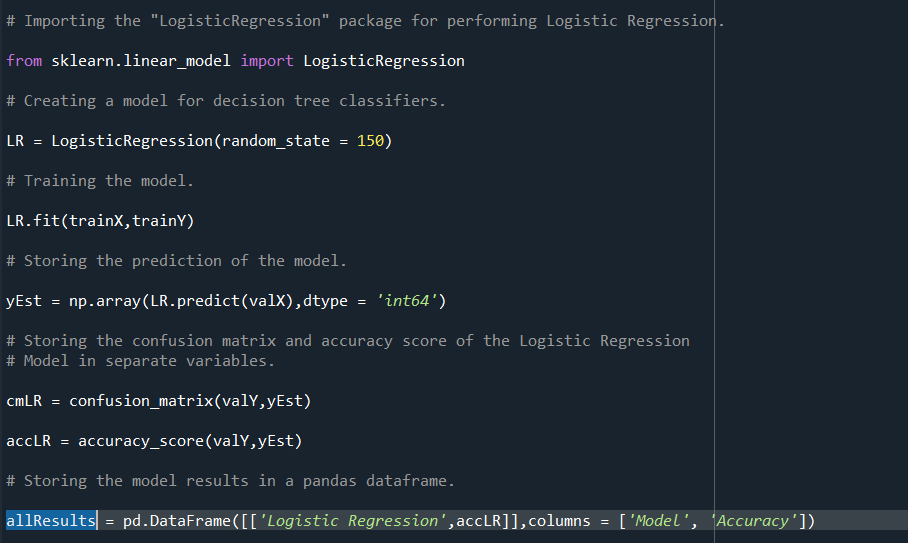 # Importing the "LogisticRegression" package for performing Logistic Regression.
from sklearn.linear_model import LogisticRegression
# Creating a model for decision tree classifiers.
LR = LogisticRegression(random_state = 150)
# Training the model.
LR.fit(trainX,trainY)
# Storing the prediction of the model.
yEst = np.array(LR.predict(valX),dtype = 'int64')
# Storing the confusion matrix and accuracy score of the Logistic Regression
# Model in separate variables.
cmLR = confusion_matrix(valY,yEst)
accLR = accuracy_score(valY,yEst)
# Storing the model results in a pandas dataframe.
allResults = pd.DataFrame([['Logistic Regression',accLR]],columns = ['Model', 'Accuracy'])